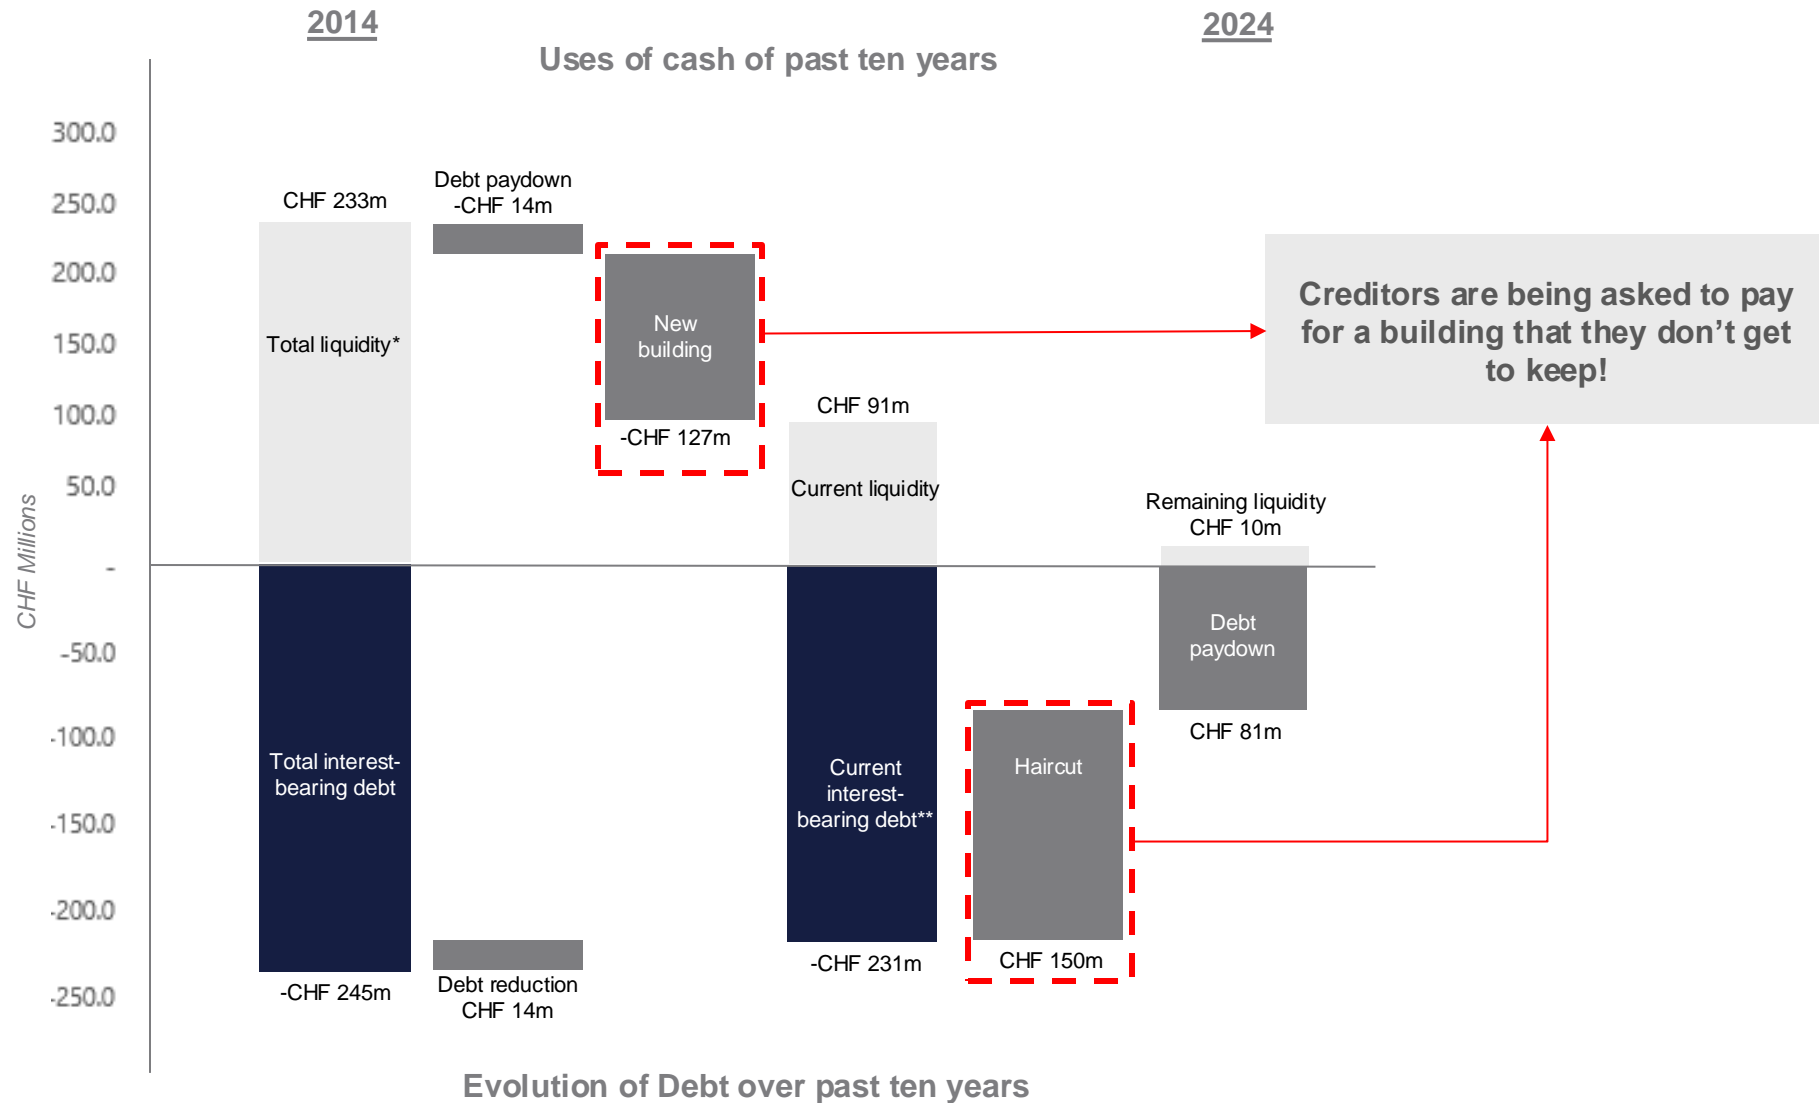 2014
2024
Uses of cash of past ten years
300.0
250.0
200.0
150.0
100.0
50.0
-
-50.0
-100.0
-150.0
-200.0
-250.0
CHF Millions
CHF 233m
Total liquidity*
Debt paydown
-CHF 14m
New
building
-CHF 127m
CHF 91m
Current liquidity
Remaining liquidity
CHF 10m
Creditors are being asked to pay
for a building that they don’t get
to keep!
Total interest-
bearing debt
-CHF 245m
Debt reduction
CHF 14m
Current
interest-
bearing debt**
-CHF 231m
Haircut
CHF 150m
Debt
paydown
CHF 81m
Evolution of Debt over past ten years